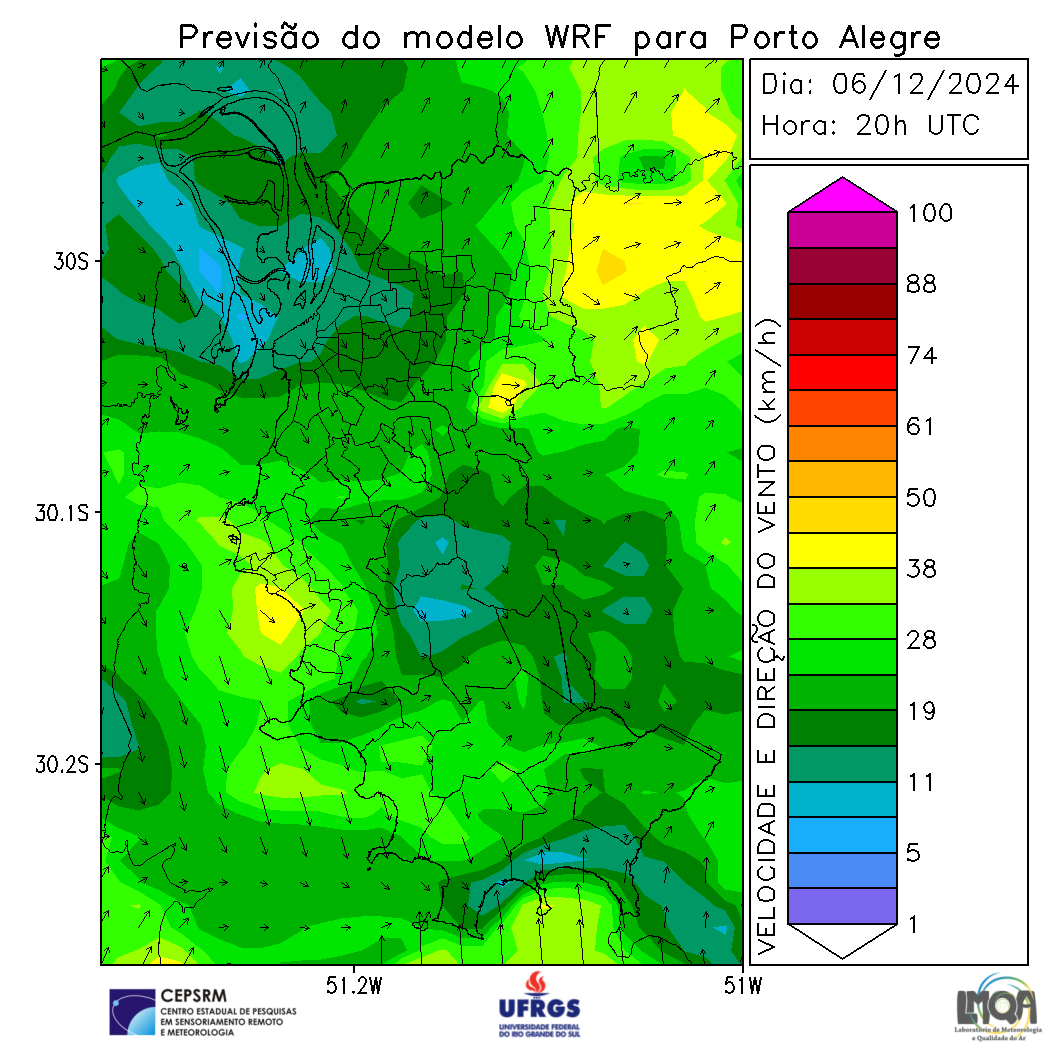 Previsão do modelo WRF para Porto Alegre
Dia: 06/12/2024
Hora: 20h UTC
30S
30.1S
30.2S
51.2W
51W
VELOCIDADE E DIREÇÃO DO VENTO (km/h)
100
88
74
61
50
38
28
19
11
5
1
CEPSRM
CENTRO ESTADUAL DE PESQUISAS
EM SENSORIAMENTO REMOTO
E METEOROLOGIA
UFRGS
UNIVERSIDADE FEDERAL
DO RIO GRANDE DO SUL
LMQA
Laboratório de Meteorologia
e Qualidade do Ar